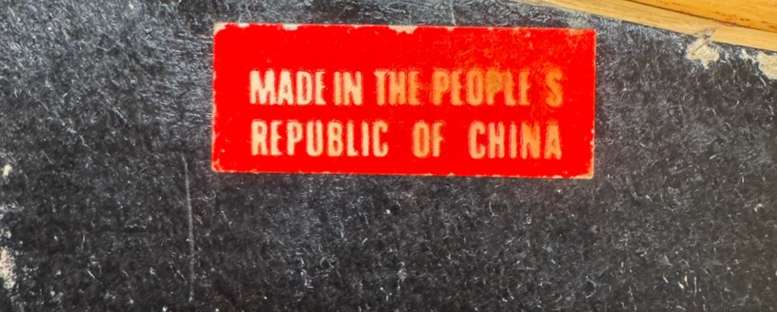 MADE IN THE PEOPLE S
REPUBLIC OF CHINA